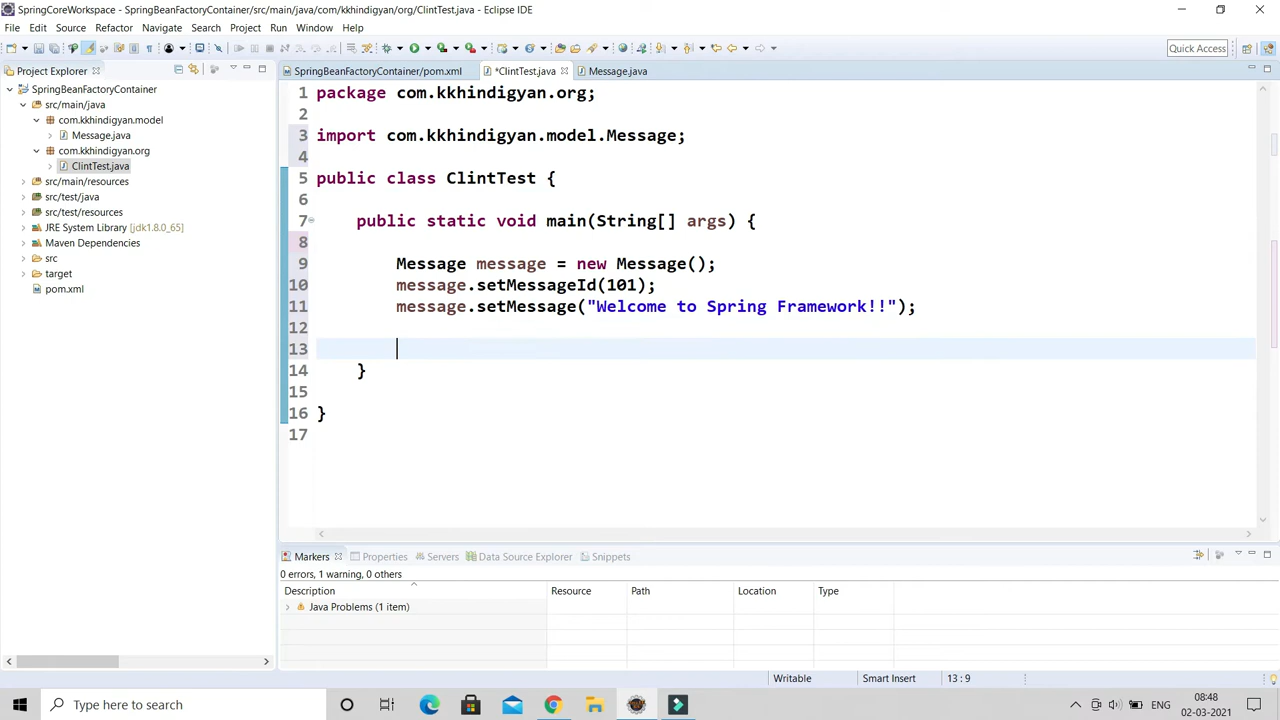 SpringCoreWorkspace - SpringBeanFactoryContainer/src/main/java/com/kkhindigyan/org/ClintTest.java - Eclipse IDE
File Edit Source Refactor Navigate Search Project Run Window Help
Quick Access
Project Explorer
SpringBeanFactoryContainer/pom.xml *ClintTest.java Message.java
SpringBeanFactoryContainer
src/main/java
com.kkhindigyan.model
Message.java
com.kkhindigyan.org
ClintTest.java
src/main/resources
src/test/java
src/test/resources
JRE System Library [jdk1.8.0_65]
Maven Dependencies
src
target
pom.xml
1 package com.kkhindigyan.org;
2
3 import com.kkhindigyan.model.Message;
4
5 public class ClintTest {
6
7 public static void main(String[] args) {
8
9 Message message = new Message();
10 message.setMessageId(101);
11 message.setMessage("Welcome to Spring Framework!!");
12
13
14 }
15
16 }
17
Markers Properties Servers Data Source Explorer Snippets
0 errors, 1 warning, 0 others
Description Resource Path Location Type
Java Problems (1 item)
Writable Smart Insert 13 : 9
Type here to search
ENG
08:48
02-03-2021